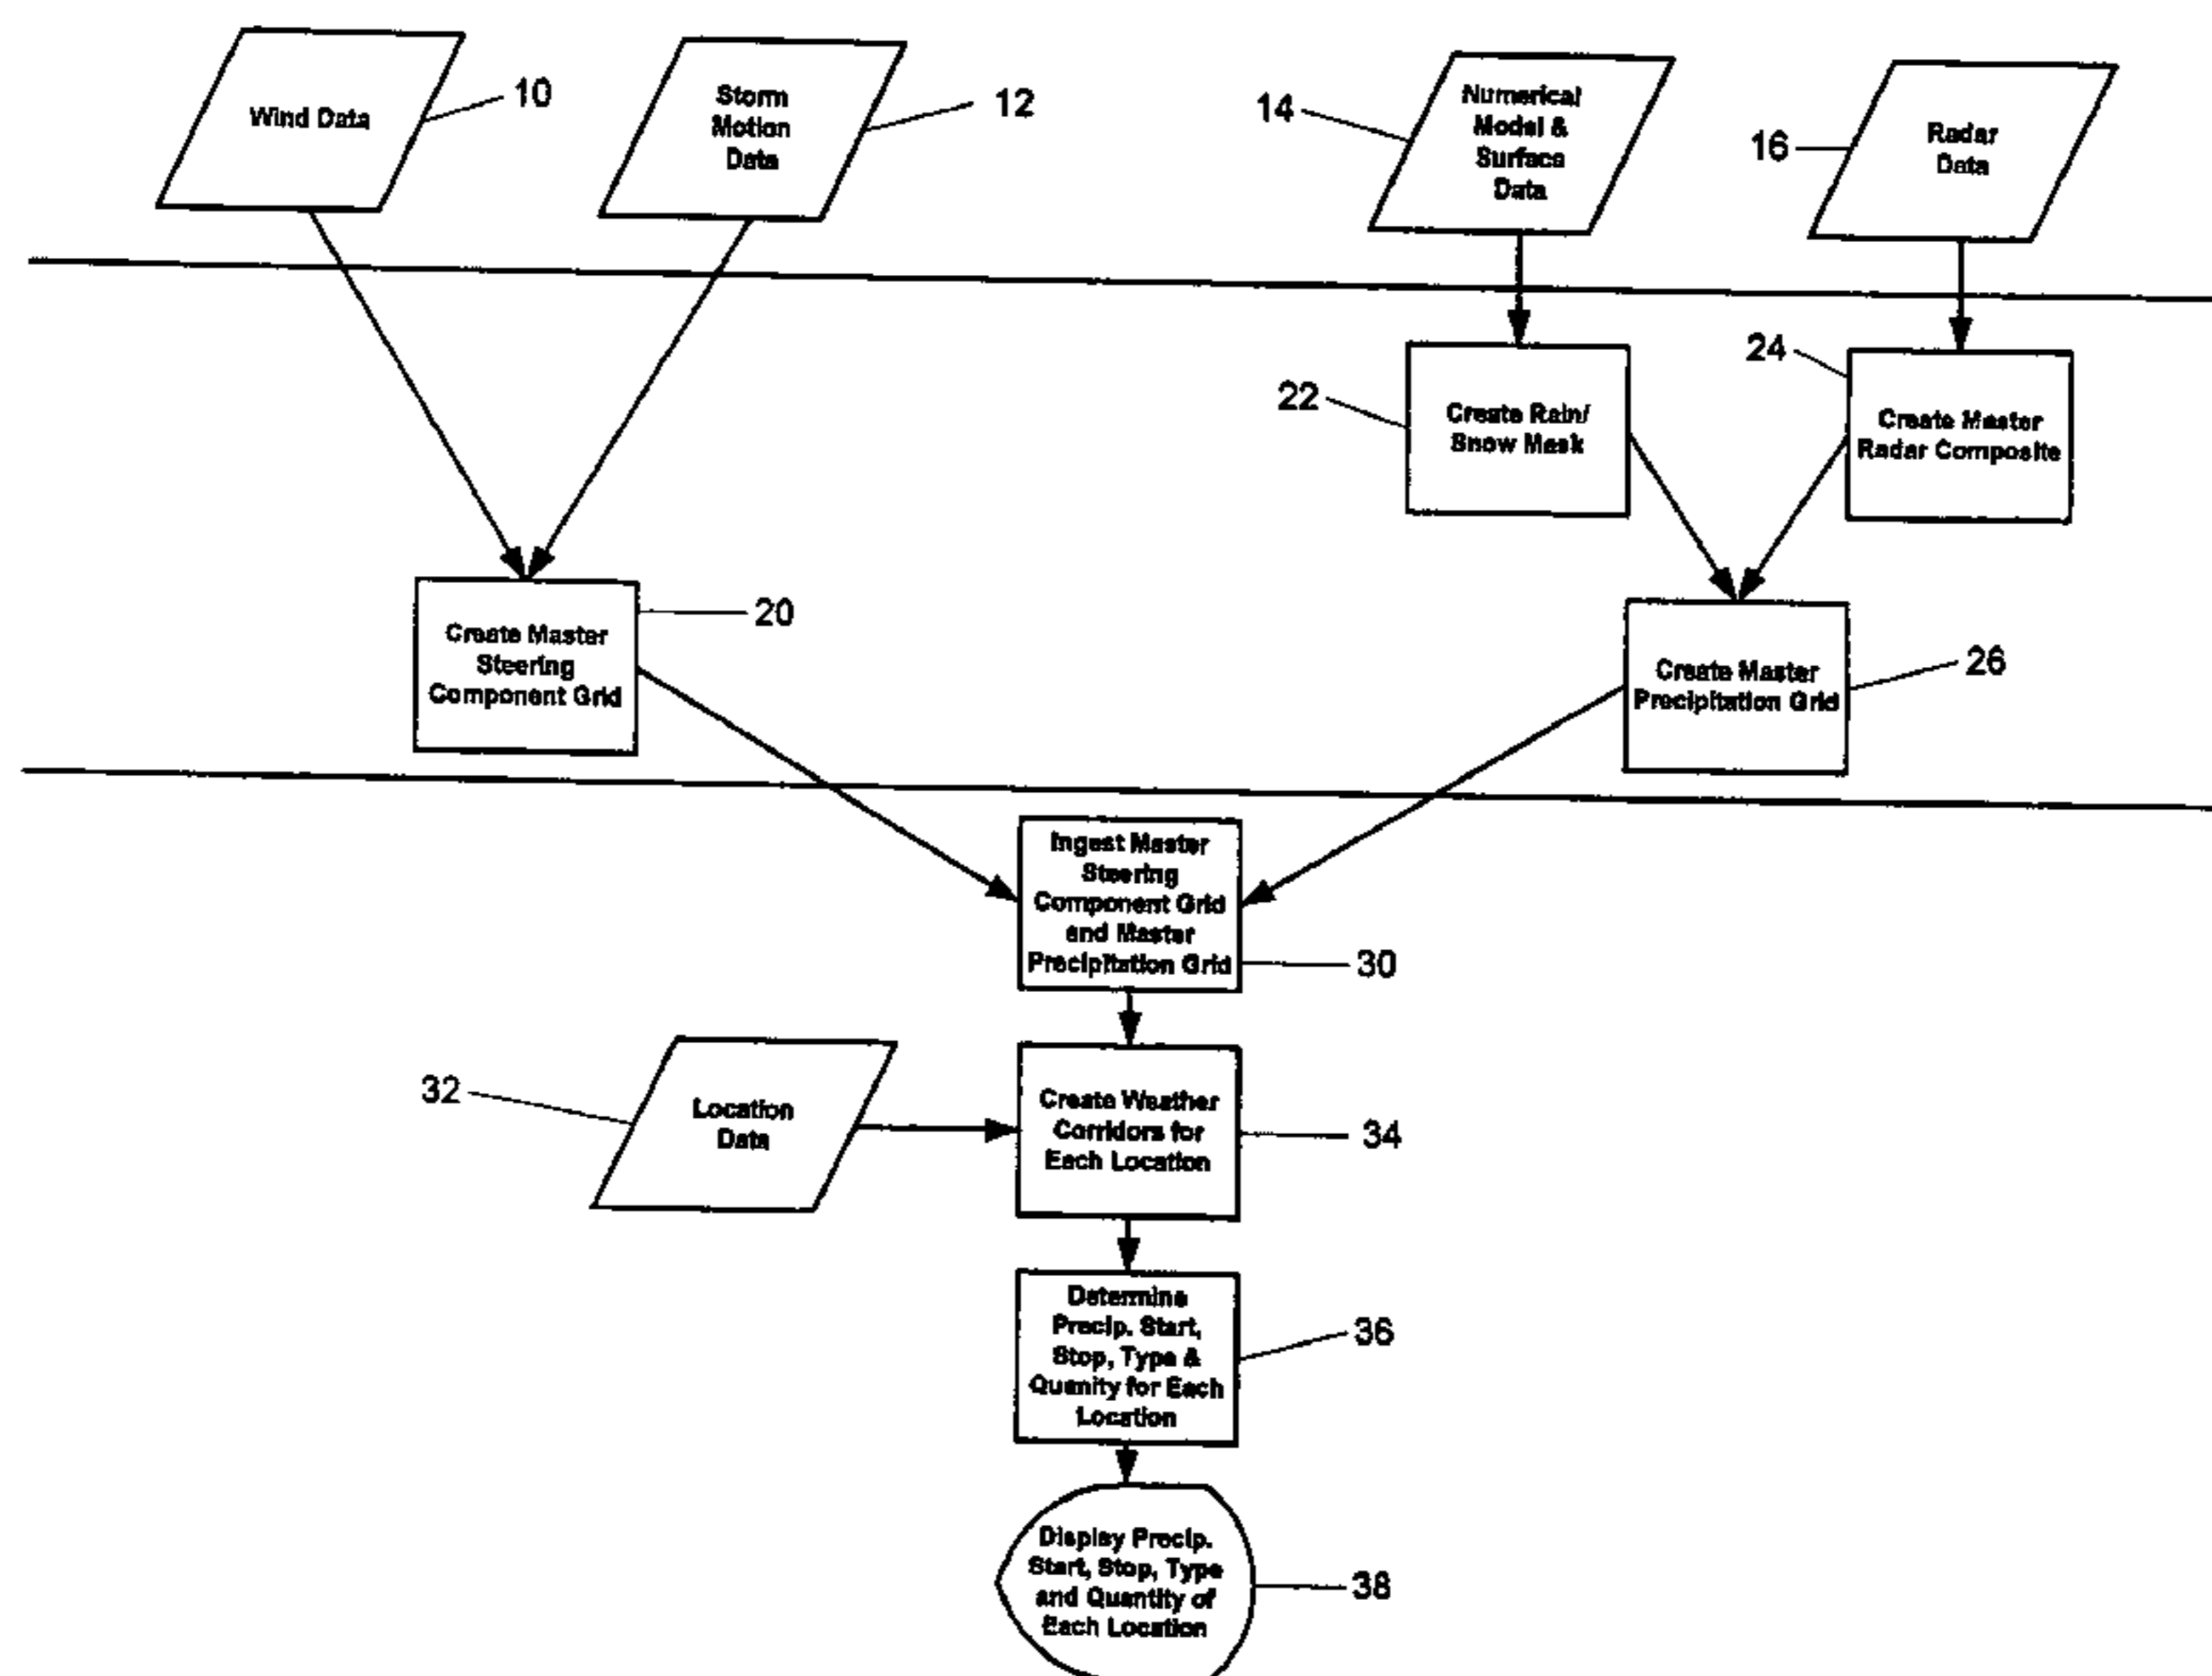 Wind Data
10
Storm
Motion
Data
12
14
Numerical
Model &
Surface
Data
16
Radar
Data
22
Create Rain/
Snow Mask
24
Create Master
Radar Composite
Create Master
Steering
Component Grid
20
Create Master
Precipitation Grid
26
Ingest Master
Steering
Component Grid
and Master
Precipitation Grid
30
32
Location
Data
Create Weather
Corridors for
Each Location
34
Determine
Precip. Start,
Stop, Type &
Quanity for Each
Location
36
Display Precip.
Start, Stop, Type
and Quantity of
Each Location
38